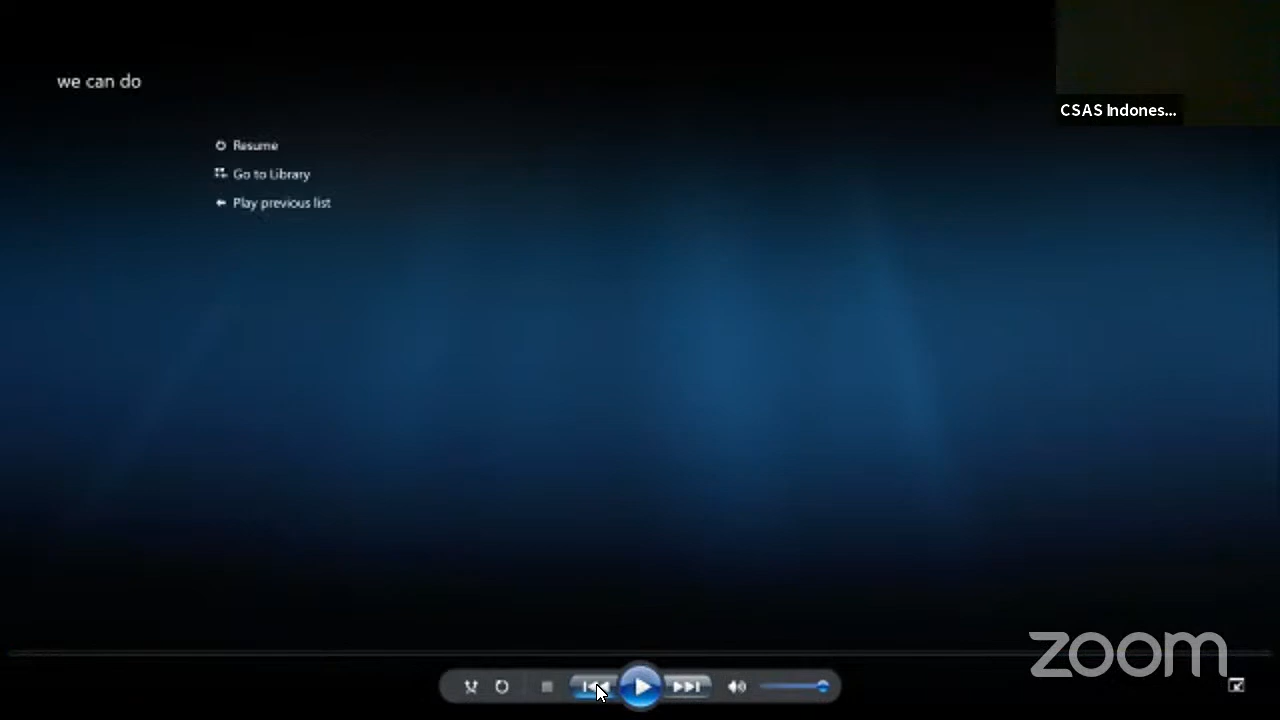 we can do
CSAS Indones...
Resume
Go to Library
Play previous list
zoom